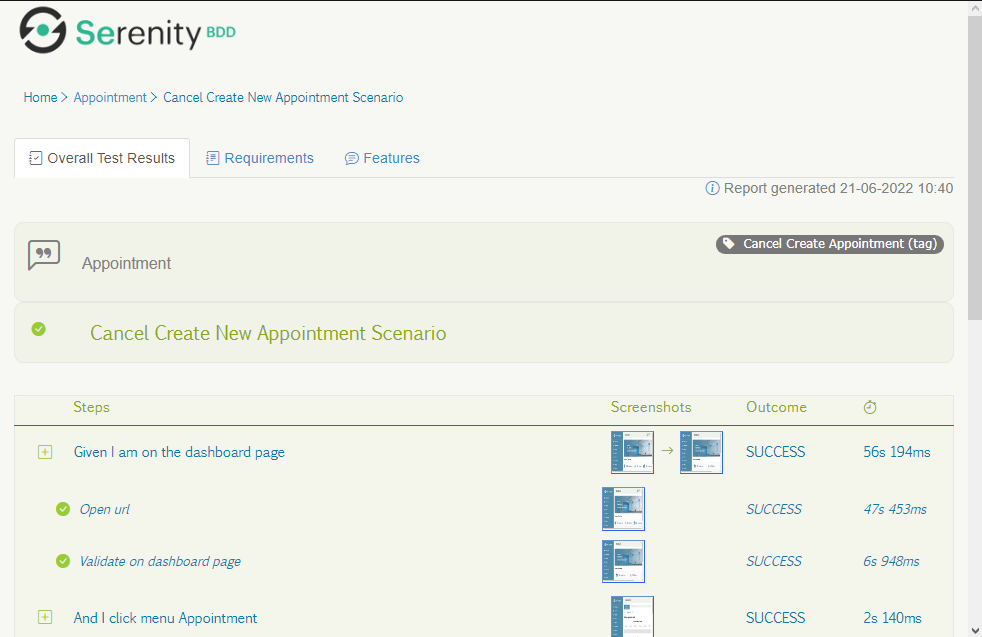 Serenity BDD
Home > Appointment > Cancel Create New Appointment Scenario
Overall Test Results Requirements Features
Report generated 21-06-2022 10:40
Cancel Create Appointment (tag)
Appointment
Cancel Create New Appointment Scenario
Steps Screenshots Outcome
Given I am on the dashboard page SUCCESS 56s 194ms
Open url SUCCESS 47s 453ms
Validate on dashboard page SUCCESS 6s 948ms
And I click menu Appointment SUCCESS 2s 140ms